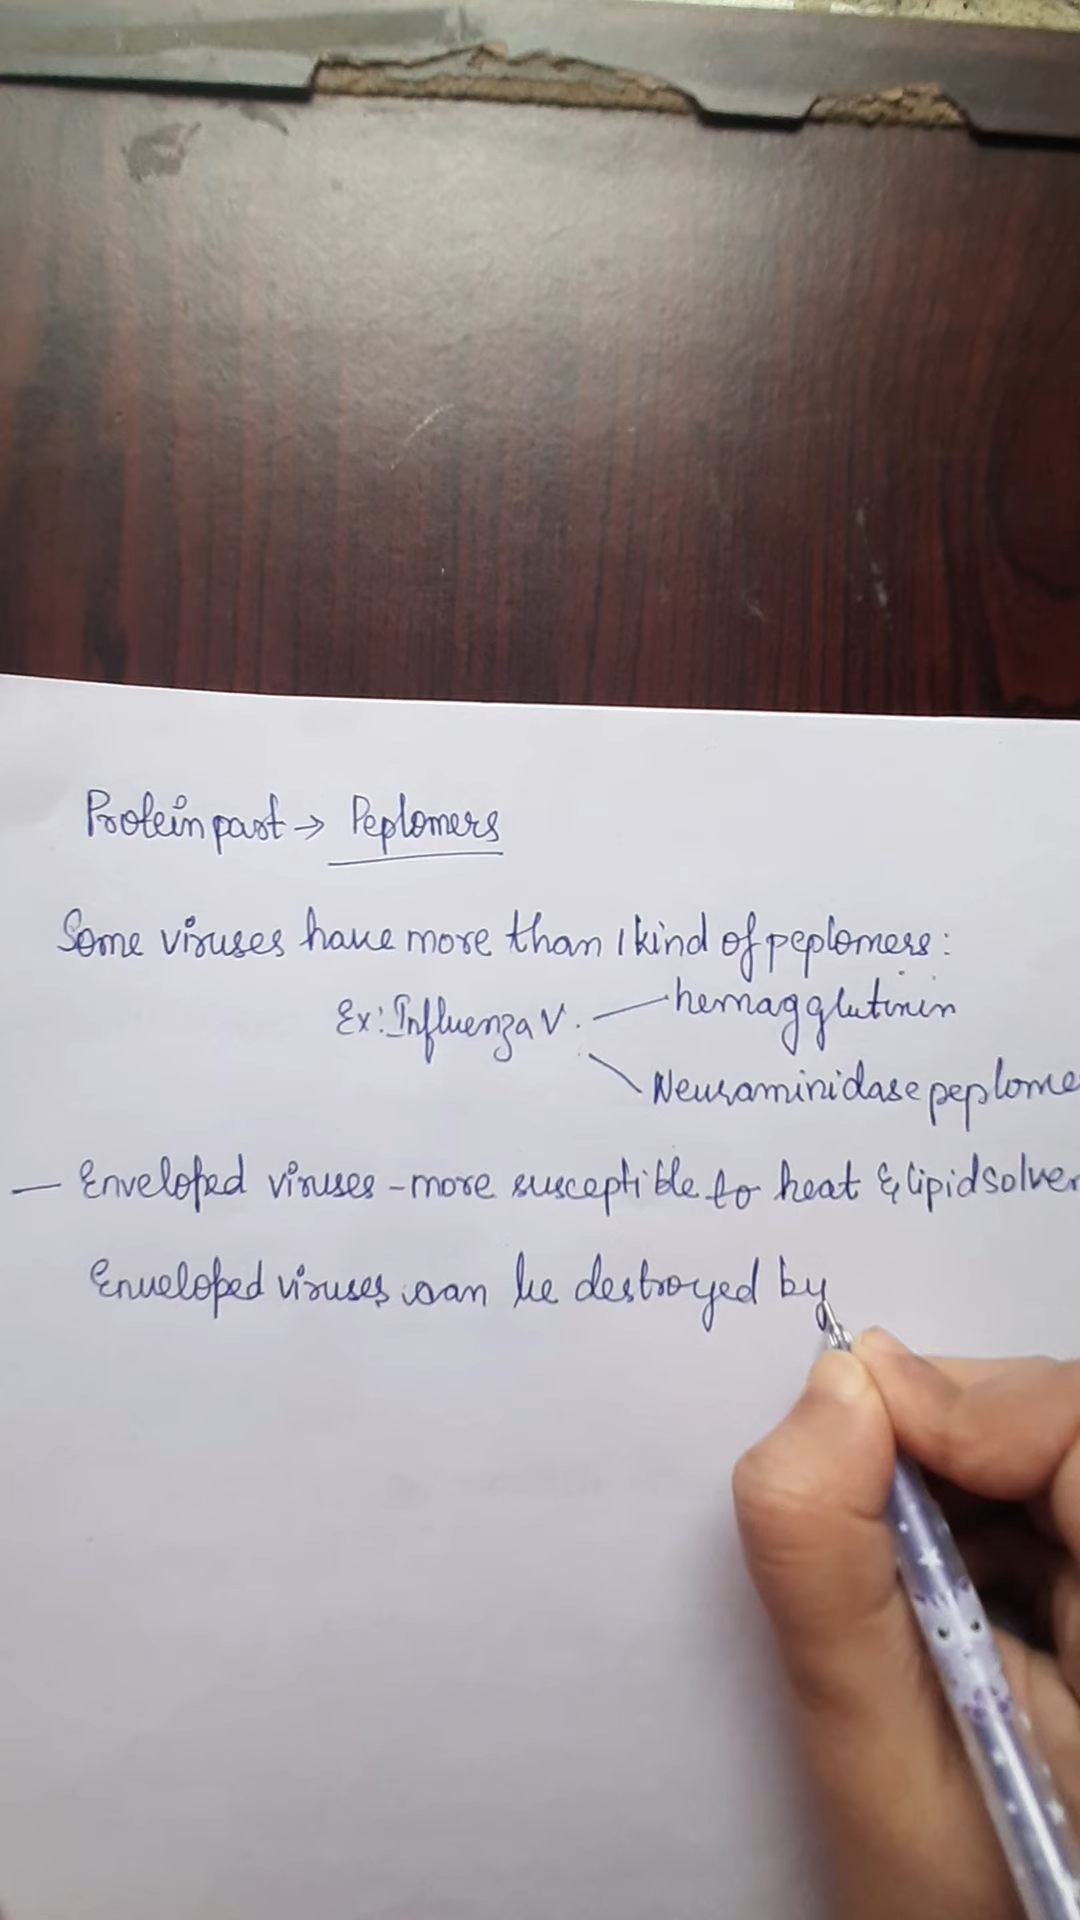 Protein part → Peplomers
Some viruses have more than 1 kind of peplomers:
Ex: Influenza V. — hemagglutinin
Neuraminidase peplome
— Enveloped viruses - more susceptible to heat & lipid solven
Enveloped viruses can be destroyed by